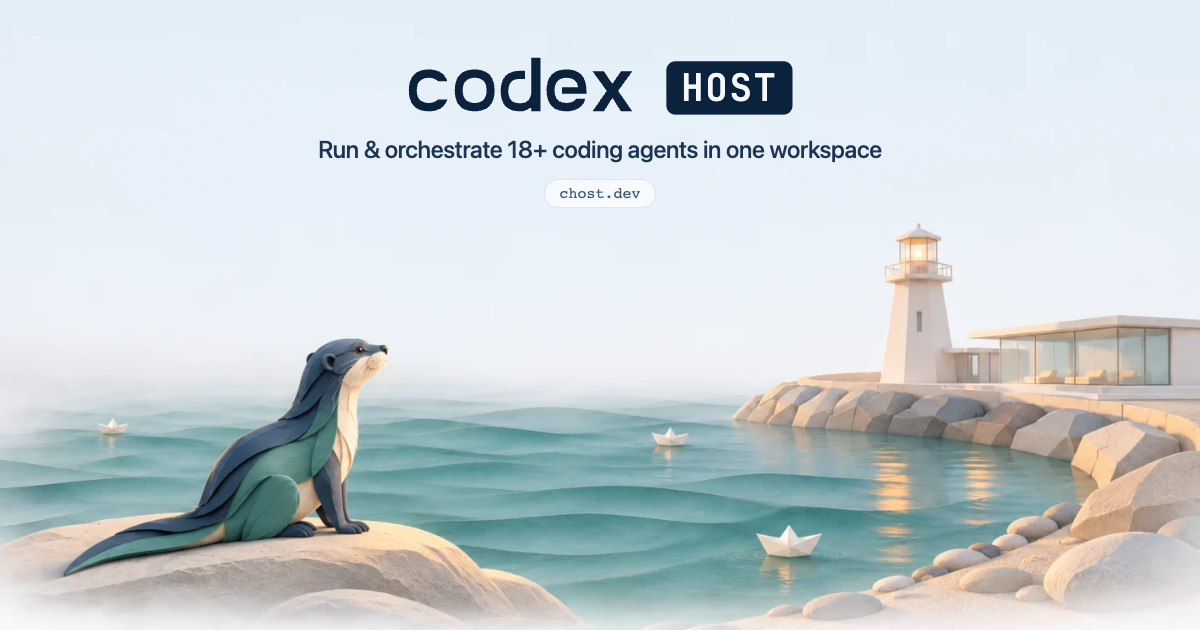 codex HOST
Run & orchestrate 18+ coding agents in one workspace
chost.dev